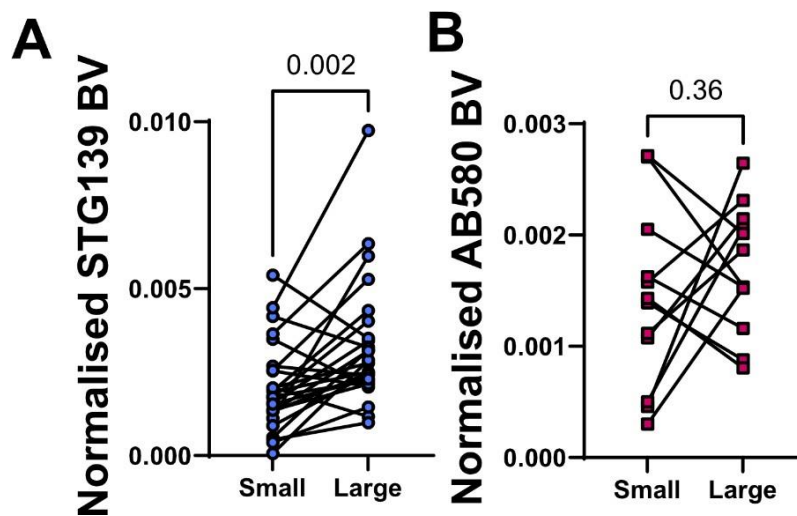 A
Normalised STG139 BV
0.002
0.010
0.005
0.000
Small Large
B
Normalised AB580 BV
0.36
0.003
0.002
0.001
0.000
Small Large